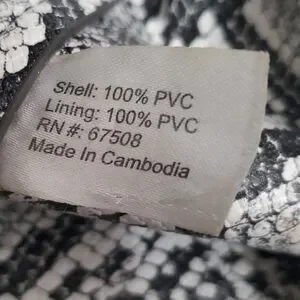 Shell: 100% PVC
Lining: 100% PVC
RN #: 67508
Made In Cambodia